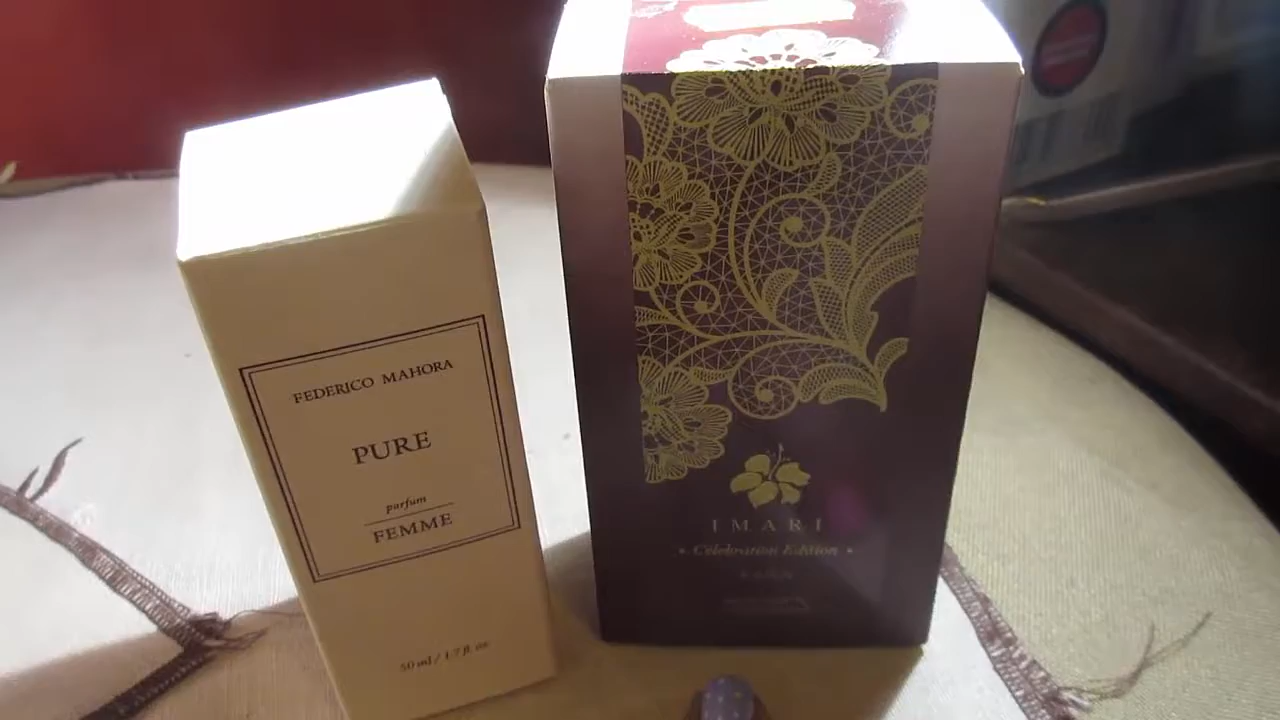 FEDERICO MAHORA
PURE
parfum
FEMME
50 ml / 1.7 fl. oz
IMARI
• Celebration Edition •